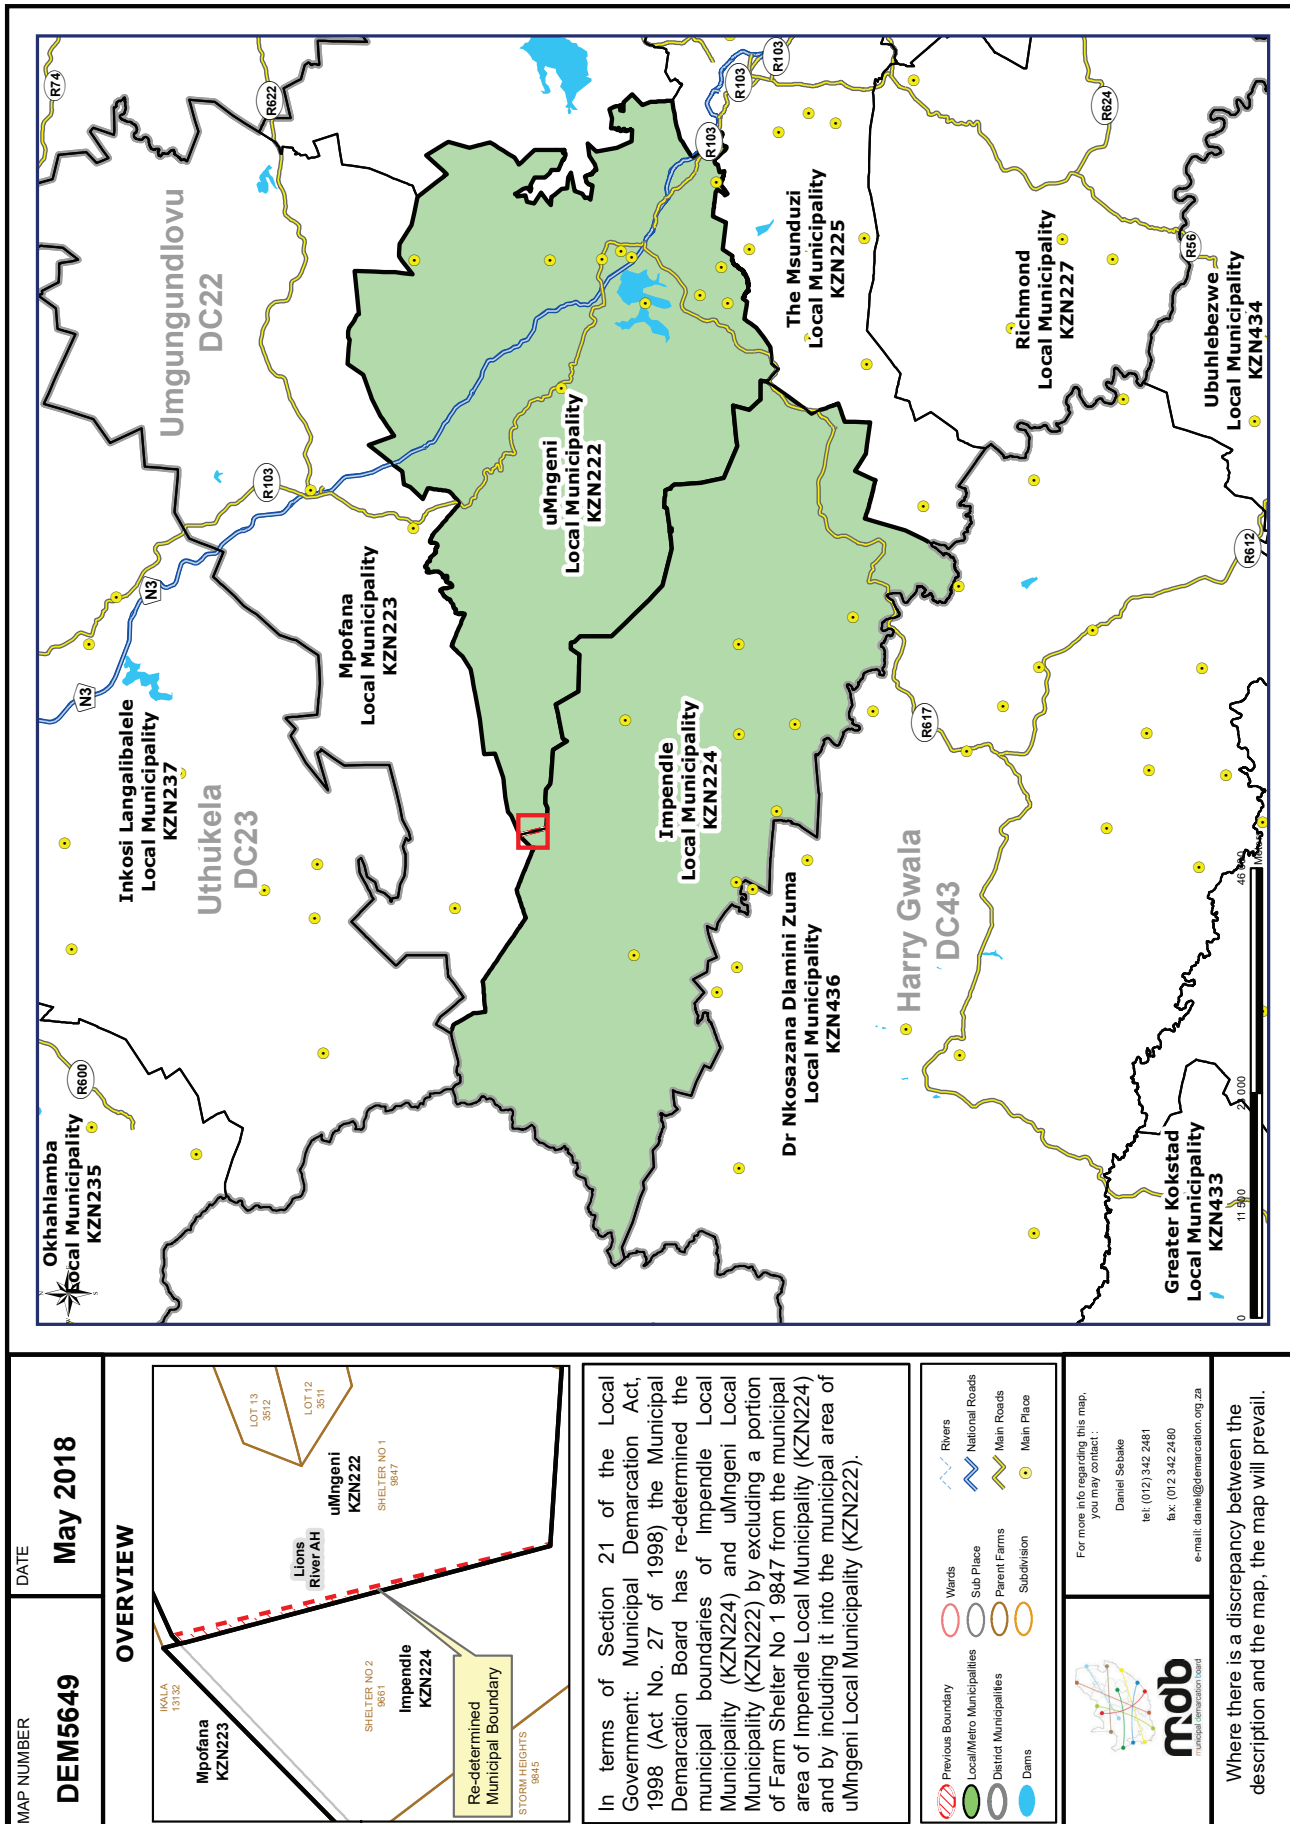 MAP NUMBER
DEM5649
DATE
May 2018
OVERVIEW
IKALA
13132
Mpofana
KZN223
LOT 13
3512
LOT 12
3511
uMngeni
KZN222
SHELTER NO 1
9847
Lions
River AH
SHELTER NO 2
9661
Impendle
KZN224
Re-determined
Municipal Boundary
STORM HEIGHTS
9845
In terms of Section 21 of the Local
Government: Municipal Demarcation Act,
1998 (Act No. 27 of 1998) the Municipal
Demarcation Board has re-determined the
municipal boundaries of Impendle Local
Municipality (KZN224) and uMngeni Local
Municipality (KZN222) by excluding a portion
of Farm Shelter No 1 9847 from the municipal
area of Impendle Local Municipality (KZN224)
and by including it into the municipal area of
uMngeni Local Municipality (KZN222).
Previous Boundary
Local/Metro Municipalities
District Municipalities
Dams
Wards
Sub Place
Parent Farms
Subdivision
Rivers
National Roads
Main Roads
Main Place
mdb
municipal demarcation board
For more info regarding this map,
you may contact :
Daniel Sebake
tel: (012) 342 2481
fax: (012 342 2480
e-mail: daniel@demarcation.org.za
Where there is a discrepancy between the
description and the map, the map will prevail.
Okhahlamba
Local Municipality
KZN235
R600
N
S
Inkosi Langalibalele
Local Municipality
KZN237
Uthukela
DC23
N3
N3
R103
R74
R622
Umgungundlovu
DC22
Mpofana
Local Municipality
KZN223
uMngeni
Local Municipality
KZN222
Impendle
Local Municipality
KZN224
R103
R103
R103
The Msunduzi
Local Municipality
KZN225
Richmond
Local Municipality
KZN227
R624
R56
Ubuhlebezwe
Local Municipality
KZN434
R612
R617
Dr Nkosazana Dlamini Zuma
Local Municipality
KZN436
Harry Gwala
DC43
Greater Kokstad
Local Municipality
KZN433
0